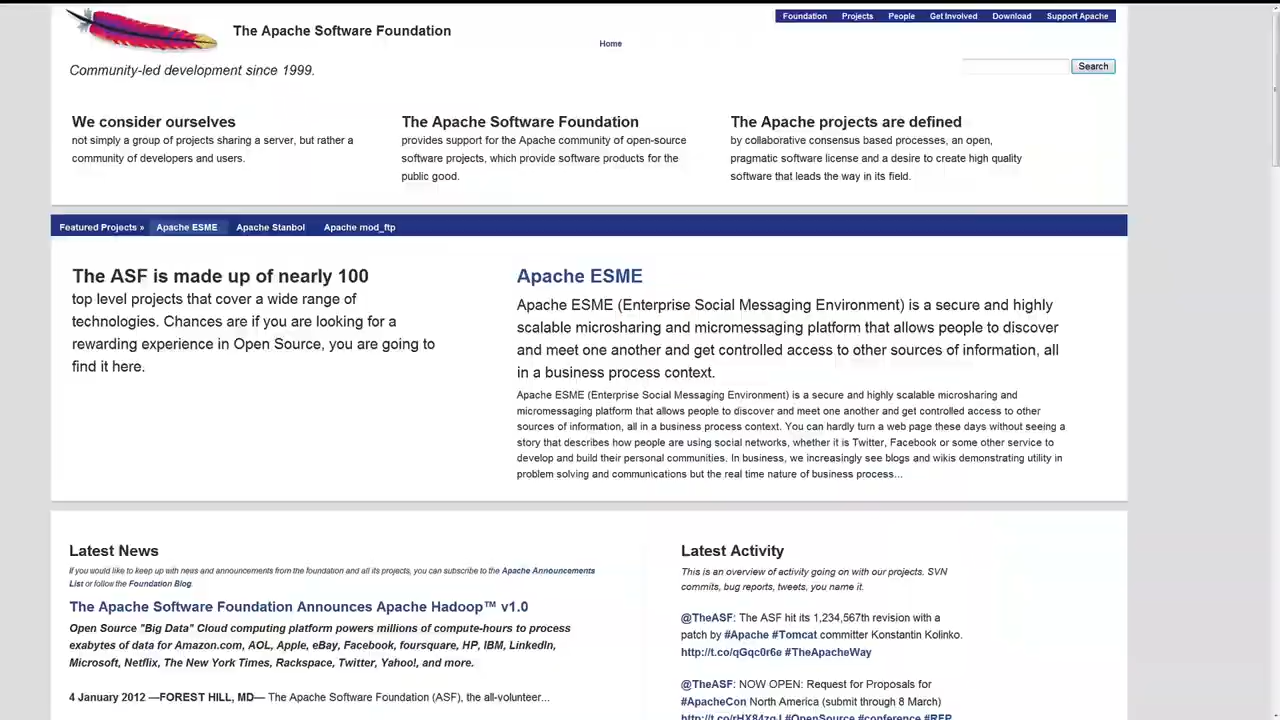 The Apache Software Foundation
Foundation Projects People Get Involved Download Support Apache
Home
Community-led development since 1999.
Search
We consider ourselves
not simply a group of projects sharing a server, but rather a
community of developers and users.
The Apache Software Foundation
provides support for the Apache community of open-source
software projects, which provide software products for the
public good.
The Apache projects are defined
by collaborative consensus based processes, an open,
pragmatic software license and a desire to create high quality
software that leads the way in its field.
Featured Projects » Apache ESME Apache Stanbol Apache mod_ftp
The ASF is made up of nearly 100
top level projects that cover a wide range of
technologies. Chances are if you are looking for a
rewarding experience in Open Source, you are going to
find it here.
Apache ESME
Apache ESME (Enterprise Social Messaging Environment) is a secure and highly
scalable microsharing and micromessaging platform that allows people to discover
and meet one another and get controlled access to other sources of information, all
in a business process context.
Apache ESME (Enterprise Social Messaging Environment) is a secure and highly scalable microsharing and
micromessaging platform that allows people to discover and meet one another and get controlled access to other
sources of information, all in a business process context. You can hardly turn a web page these days without seeing a
story that describes how people are using social networks, whether it is Twitter, Facebook or some other service to
develop and build their personal communities. In business, we increasingly see blogs and wikis demonstrating utility in
problem solving and communications but the real time nature of business process...
Latest News
If you would like to keep up with news and announcements from the foundation and all its projects, you can subscribe to the Apache Announcements
List or follow the Foundation Blog.
The Apache Software Foundation Announces Apache Hadoop™ v1.0
Open Source "Big Data" Cloud computing platform powers millions of compute-hours to process
exabytes of data for Amazon.com, AOL, Apple, eBay, Facebook, foursquare, HP, IBM, LinkedIn,
Microsoft, Netflix, The New York Times, Rackspace, Twitter, Yahoo!, and more.
4 January 2012 —FOREST HILL, MD— The Apache Software Foundation (ASF), the all-volunteer...
Latest Activity
This is an overview of activity going on with our projects. SVN
commits, bug reports, tweets, you name it.
@TheASF: The ASF hit its 1,234,567th revision with a
patch by #Apache #Tomcat committer Konstantin Kolinko.
http://t.co/qGqc0r6e #TheApacheWay
@TheASF: NOW OPEN: Request for Proposals for
#ApacheCon North America (submit through 8 March)
#OpenSource #conference #RFP